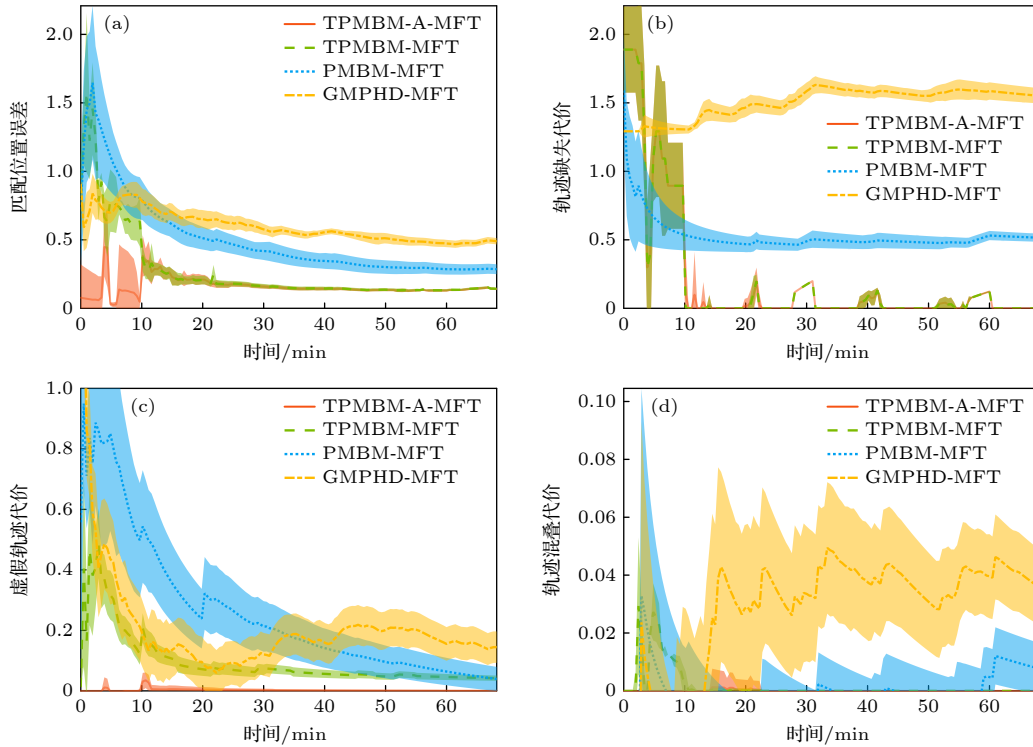 (a)
TPMBM-A-MFT
TPMBM-MFT
PMBM-MFT
GMPHD-MFT
2.0
1.5
1.0
0.5
0
匹配位置误差
0 10 20 30 40 50 60
时间/min
(b)
TPMBM-A-MFT
TPMBM-MFT
PMBM-MFT
GMPHD-MFT
2.0
1.5
1.0
0.5
0
轨迹缺失代价
0 10 20 30 40 50 60
时间/min
(c)
TPMBM-A-MFT
TPMBM-MFT
PMBM-MFT
GMPHD-MFT
1.0
0.8
0.6
0.4
0.2
0
虚假轨迹代价
0 10 20 30 40 50 60
时间/min
(d)
TPMBM-A-MFT
TPMBM-MFT
PMBM-MFT
GMPHD-MFT
0.10
0.08
0.06
0.04
0.02
0
轨迹混叠代价
0 10 20 30 40 50 60
时间/min